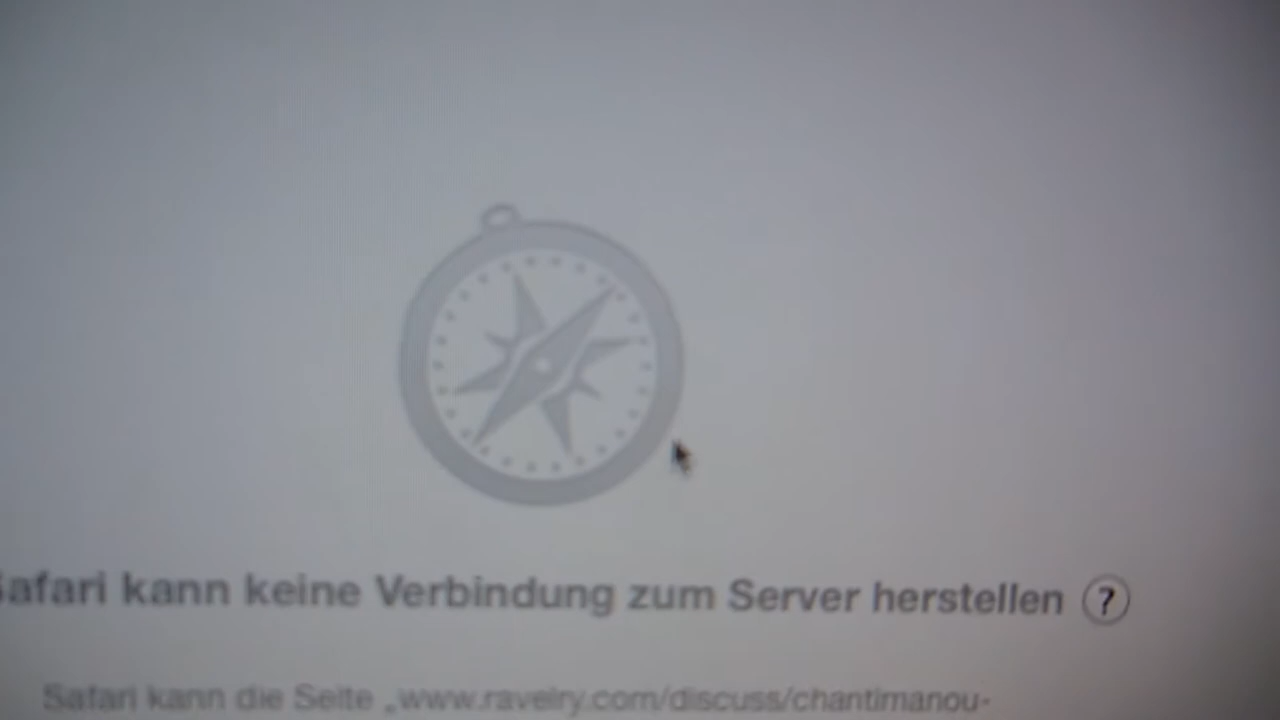 Safari kann keine Verbindung zum Server herstellen ?
Safari kann die Seite „www.ravelry.com/discuss/chantimanou-